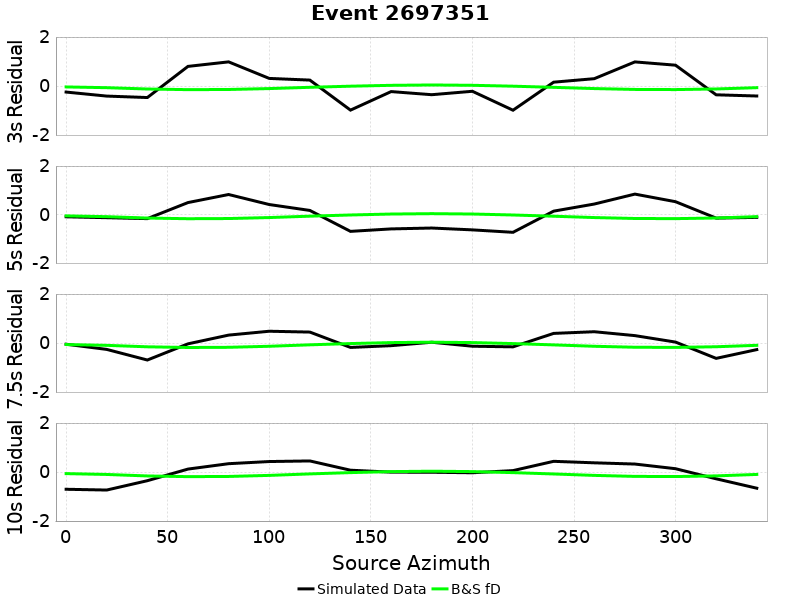 Event 2697351
3s Residual
2
0
-2
5s Residual
2
0
-2
7.5s Residual
2
0
-2
10s Residual
2
0
-2
0 50 100 150 200 250 300
Source Azimuth
Simulated Data B&S fD